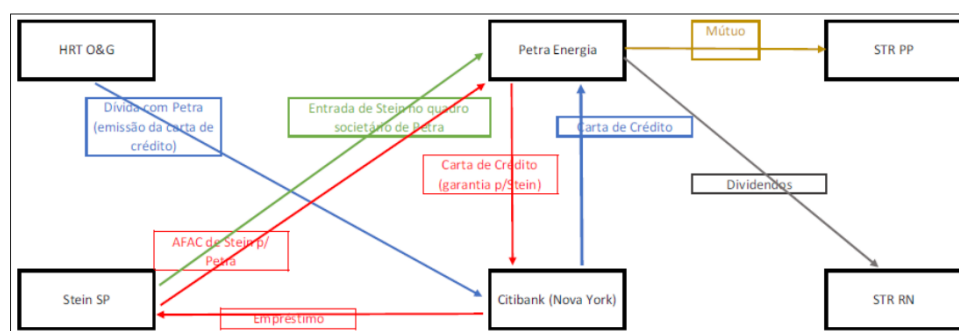 HRT O&G
Petra Energia
Mútuo
STR PP
Dívida com Petra
(emissão da carta de
crédito)
Entrada de Stein no quadro
societário de Petra
Carta de Crédito
Carta de Crédito
(garantia p/Stein)
Dividendos
AFAC de Stein p/
Petra
Stein SP
Empréstimo
Citibank (Nova York)
STR RN